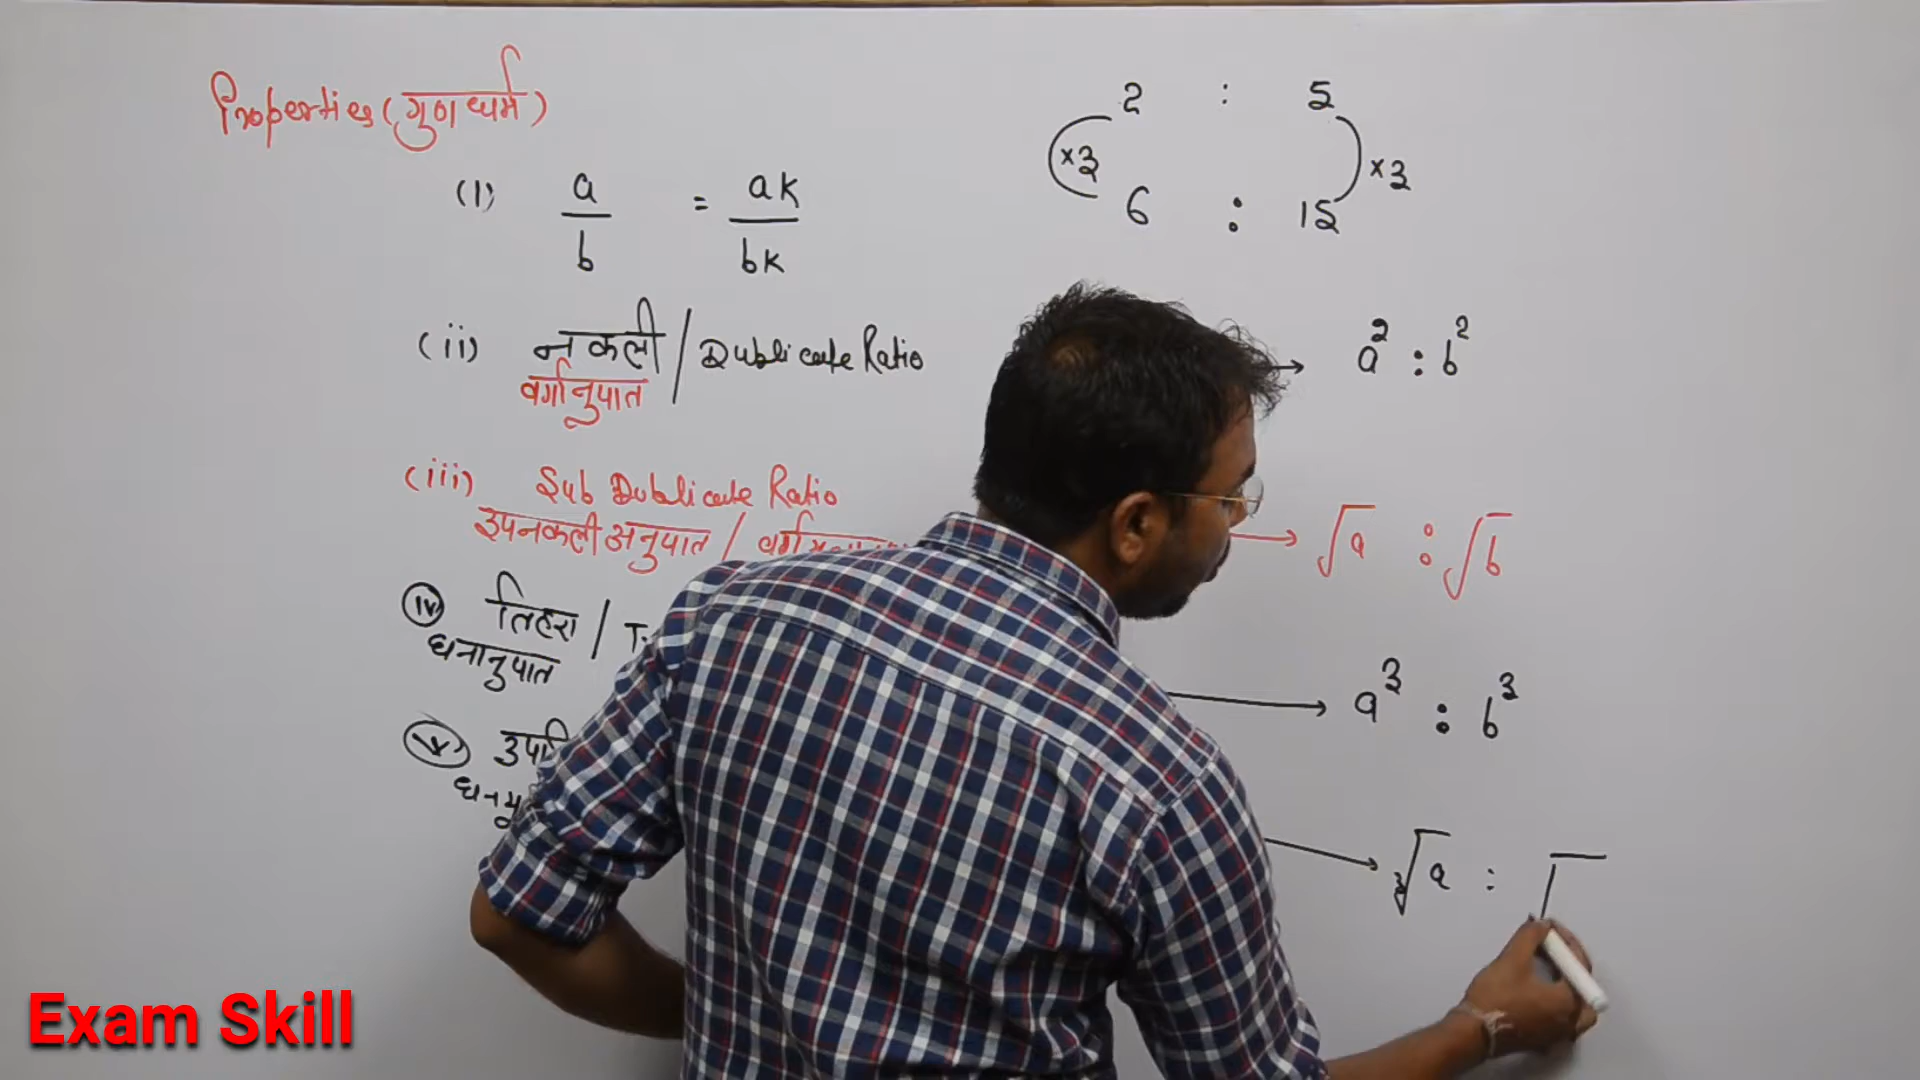 Properties (गुण धर्म)
2 : 5
×3 ×3
6 : 15
(i) a/b = ak/bk
(ii) नकली / Dublicate Ratio → a² : b²
वर्गानुपात
(iii) Sub Dublicate Ratio → √a : √b
उपनकली अनुपात /
(iv) तिहरा / → a³ : b³
घनानुपात
(v) → ∛a :
Exam Skill